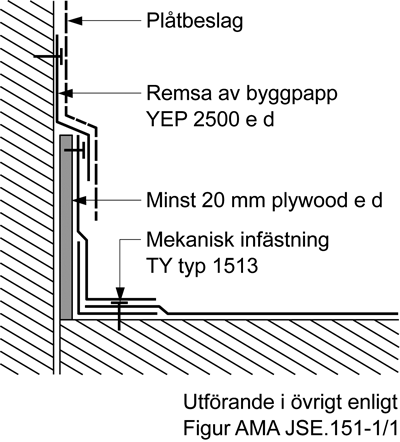 Plåtbeslag
Remsa av byggpapp
YEP 2500 e d
Minst 20 mm plywood e d
Mekanisk infästning
TY typ 1513
Utförande i övrigt enligt
Figur AMA JSE.151-1/1